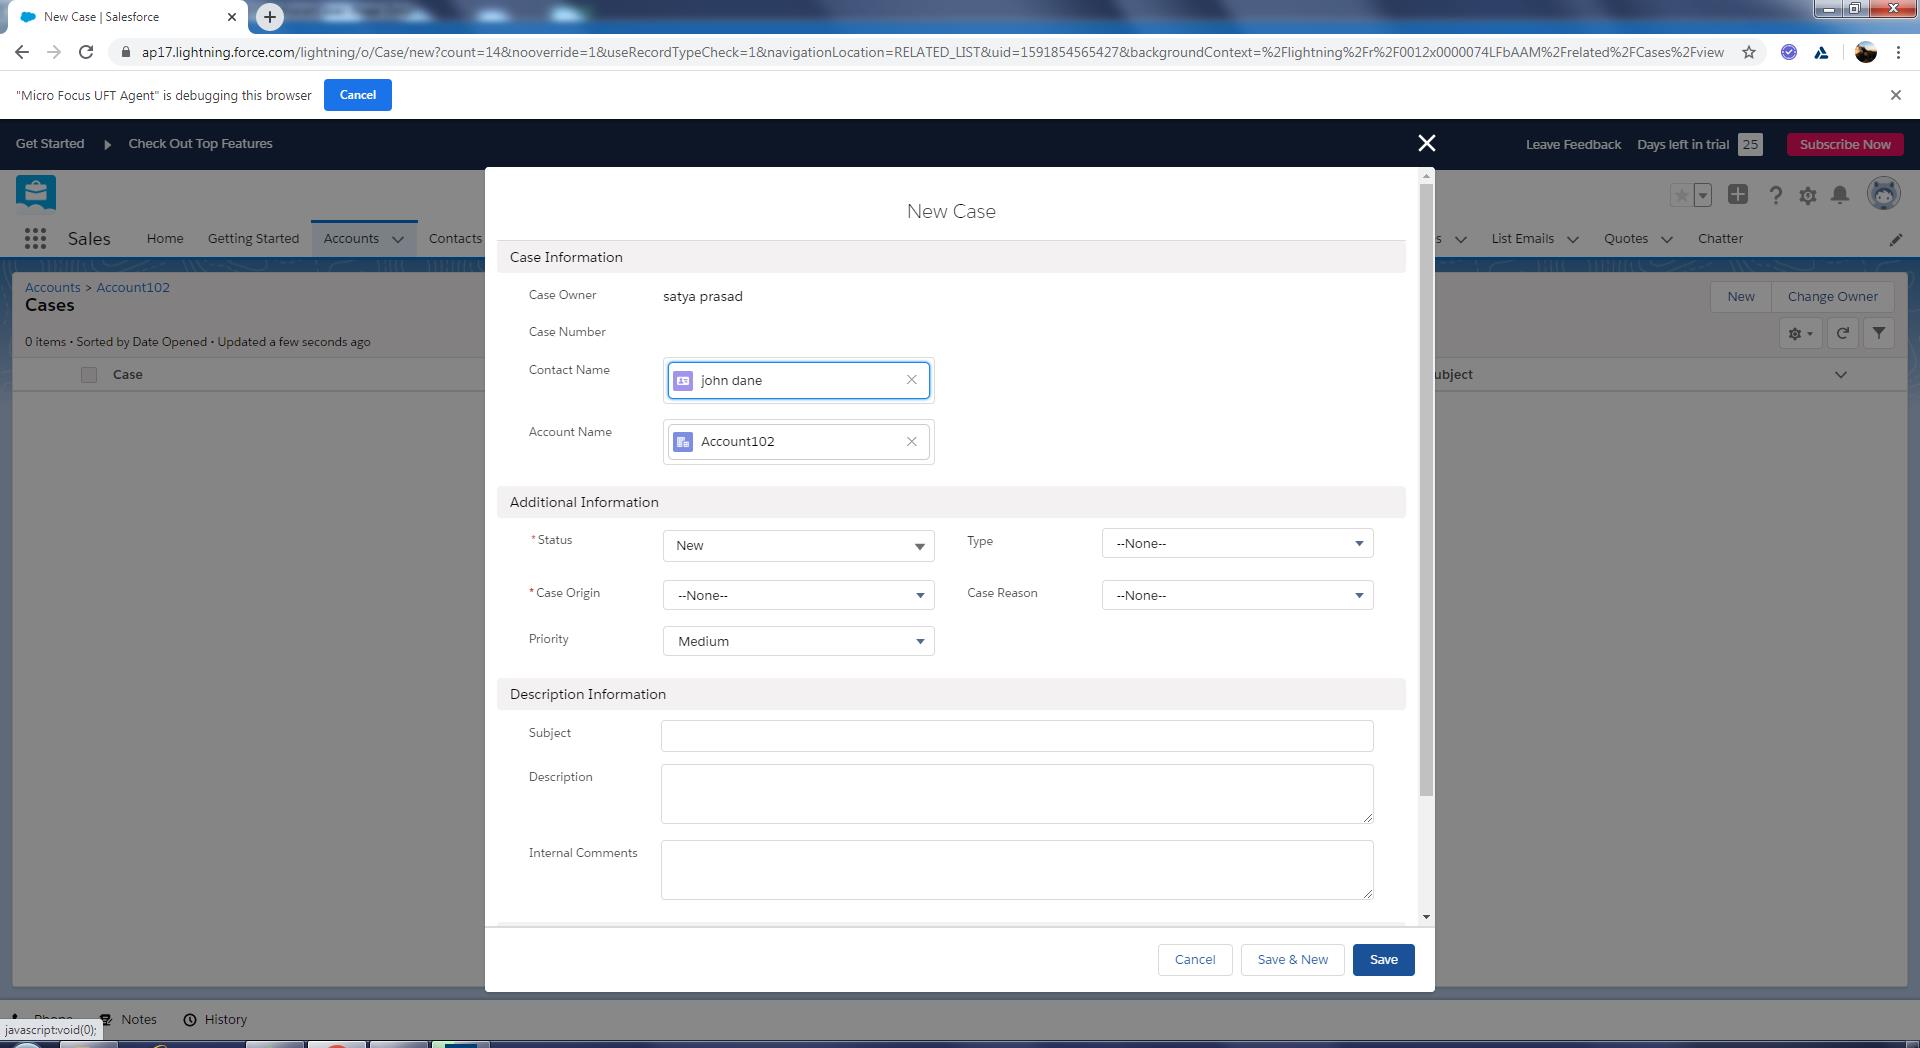 New Case | Salesforce
ap17.lightning.force.com/lightning/o/Case/new?count=14&nooverride=1&useRecordTypeCheck=1&navigationLocation=RELATED_LIST&uid=1591854565427&backgroundContext=%2Flightning%2Fr%2F0012x0000074LFbAAM%2Frelated%2FCases%2Fview
"Micro Focus UFT Agent" is debugging this browser Cancel
Get Started Check Out Top Features Leave Feedback Days left in trial 25 Subscribe Now
Sales Home Getting Started Accounts Contacts s List Emails Quotes Chatter
Accounts > Account102
Cases
New Change Owner
0 items • Sorted by Date Opened • Updated a few seconds ago
Case ubject
New Case
Case Information
Case Owner satya prasad
Case Number
Contact Name john dane
Account Name Account102
Additional Information
*Status New Type --None--
*Case Origin --None-- Case Reason --None--
Priority Medium
Description Information
Subject
Description
Internal Comments
Cancel Save & New Save
Phone Notes History
javascript:void(0);